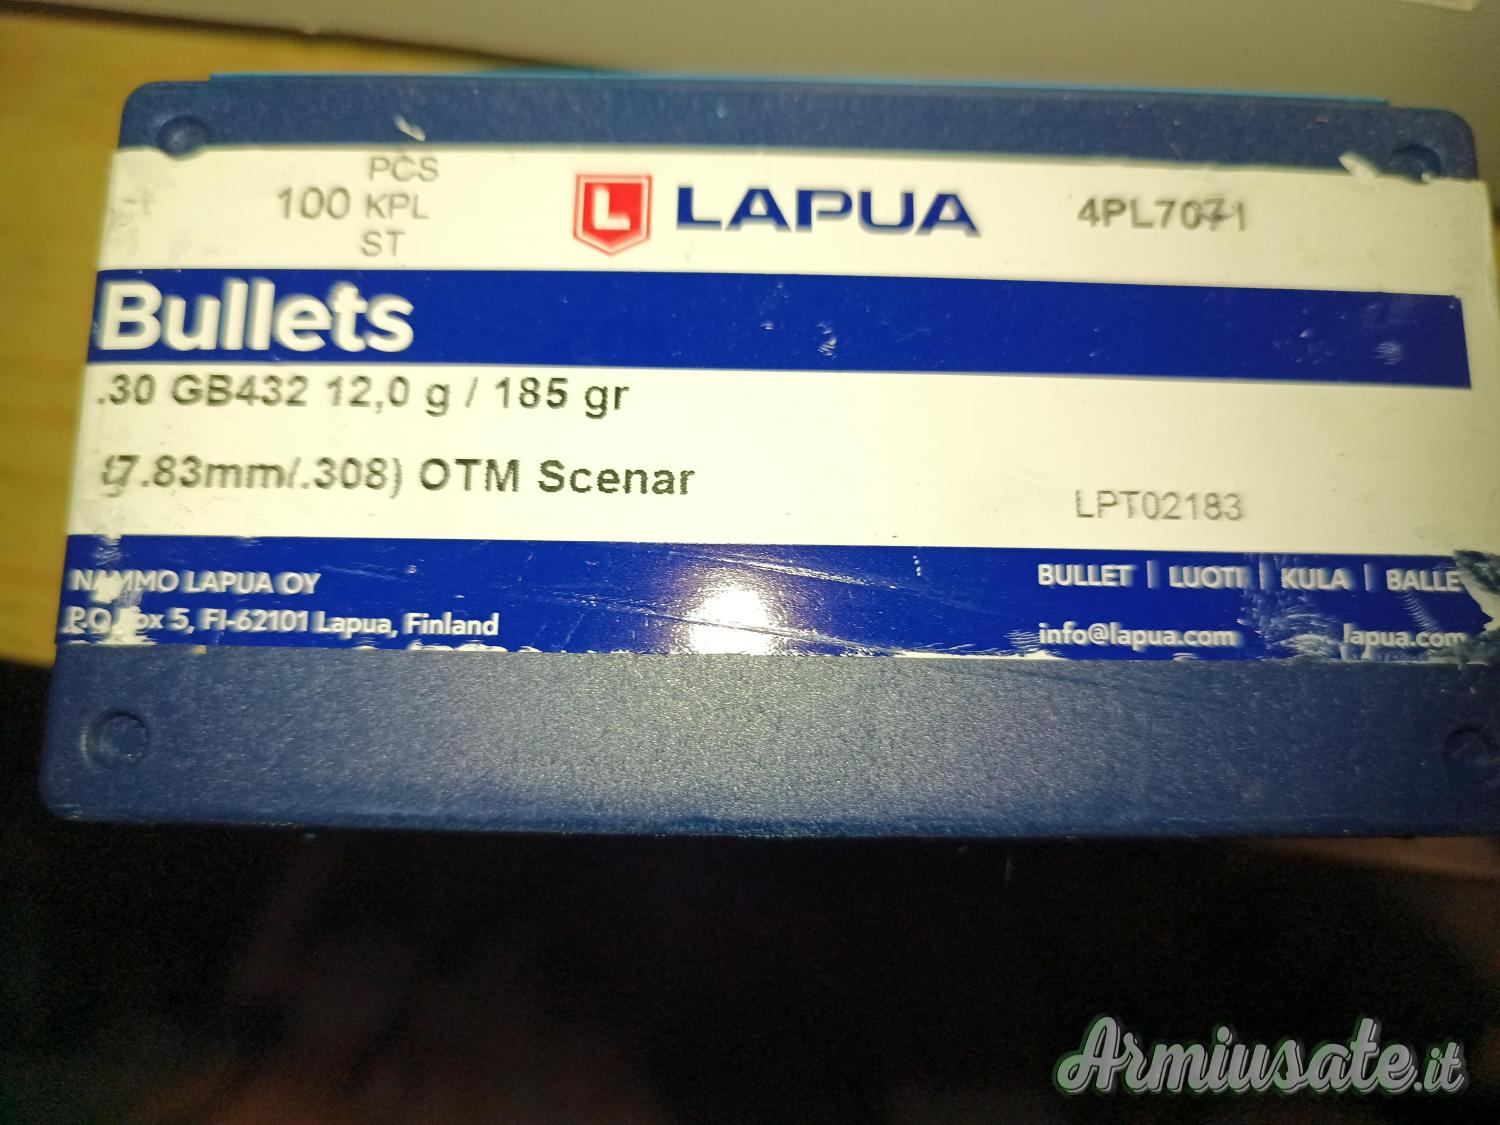 PCS
100 KPL
ST
L LAPUA
4PL7071
Bullets
.30 GB432 12,0 g / 185 gr
(7.83mm/.308) OTM Scenar
LPT02183
NAMMO LAPUA OY
P.O. Box 5, FI-62101 Lapua, Finland
BULLET | LUOTI | KULA | BALLE
info@lapua.com lapua.com
Armiusate.it